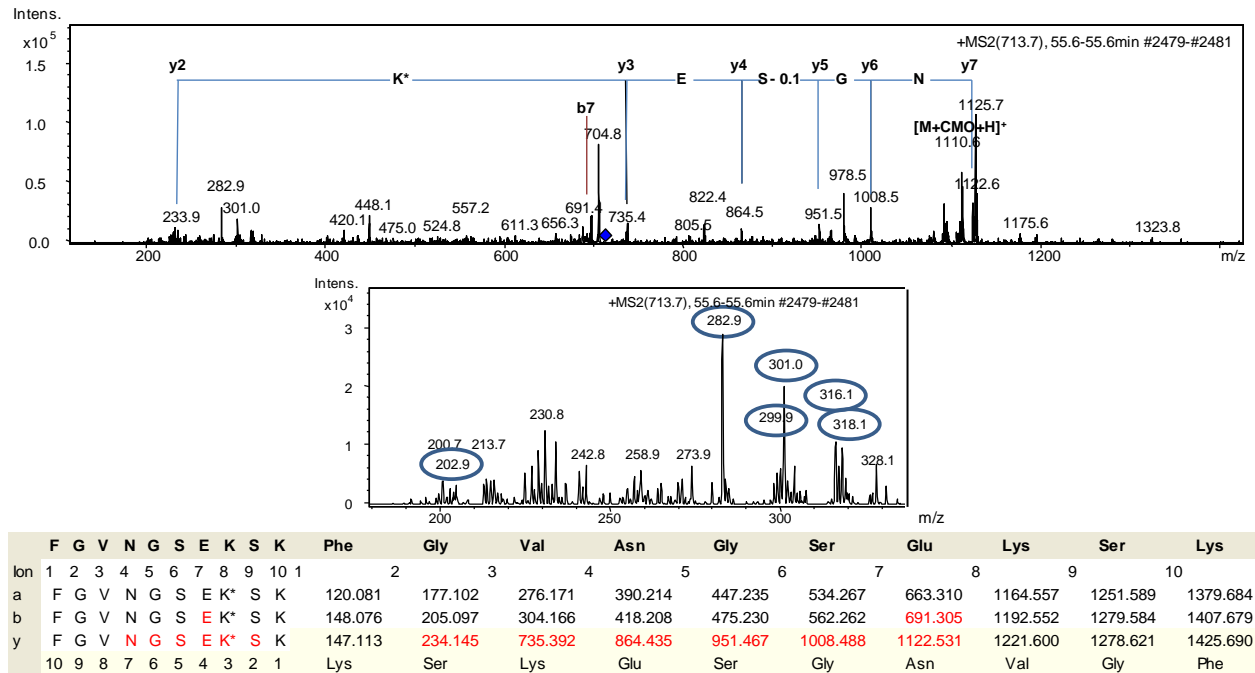 Intens.
x10 5
+MS2(713.7), 55.6-55.6min #2479-#2481
1.5
y2 K* y3 E y4 S - 0.1 y5 G y6 N y7
b7
1125.7
1.0
704.8
[M+CMO+H]+
1110.6
978.5
0.5
282.9
822.4
1122.6
233.9 301.0 420.1 448.1 475.0 524.8 557.2 611.3 656.3 691.4 735.4 805.5 864.5 951.5 1008.5 1175.6 1323.8
0.0
200 400 600 800 1000 1200 m/z
Intens.
x10 4
+MS2(713.7), 55.6-55.6min #2479-#2481
3
282.9
2
301.0
316.1
299.9
318.1
1
200.7 213.7 230.8
202.9 242.8 258.9 273.9 328.1
0
200 250 300 m/z
F G V N G S E K S K Phe Gly Val Asn Gly Ser Glu Lys Ser Lys
Ion 1 2 3 4 5 6 7 8 9 10 1 2 3 4 5 6 7 8 9 10
a F G V N G S E K* S K 120.081 177.102 276.171 390.214 447.235 534.267 663.310 1164.557 1251.589 1379.684
b F G V N G S E K* S K 148.076 205.097 304.166 418.208 475.230 562.262 691.305 1192.552 1279.584 1407.679
y F G V N G S E K* S K 147.113 234.145 735.392 864.435 951.467 1008.488 1122.531 1221.600 1278.621 1425.690
10 9 8 7 6 5 4 3 2 1 Lys Ser Lys Glu Ser Gly Asn Val Gly Phe